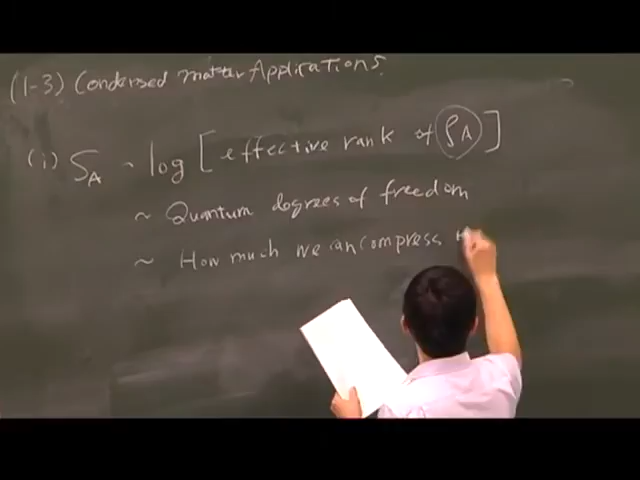 (1-3) Condensed matter Applications.
(1) S_A ~ log [effective rank of ρ_A]
~ Quantum degrees of freedom
~ How much we can compress